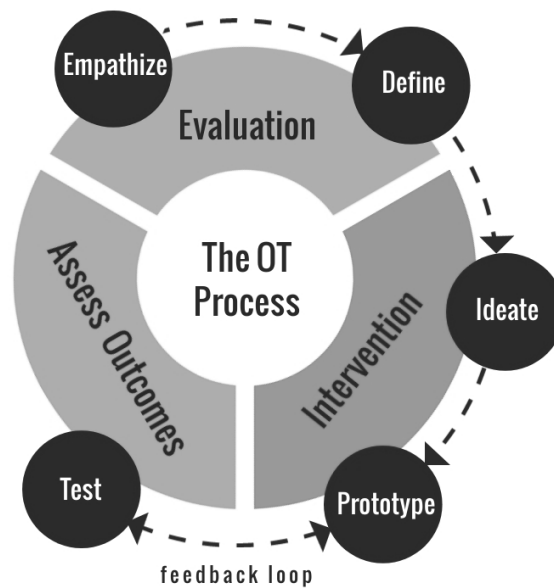 Empathize
Define
Evaluation
The OT
Process
Ideate
Assess Outcomes
Intervention
Test
Prototype
feedback loop